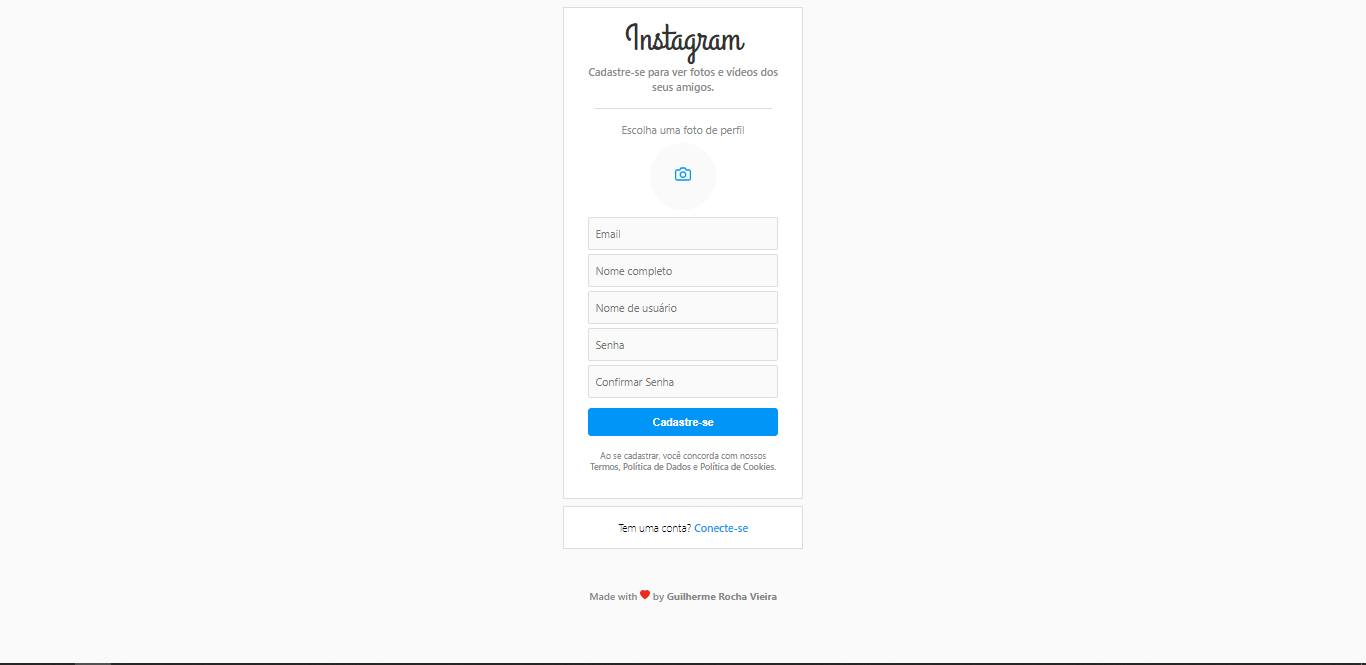 Instagram
Cadastre-se para ver fotos e vídeos dos
seus amigos.
Escolha uma foto de perfil
Email
Nome completo
Nome de usuário
Senha
Confirmar Senha
Cadastre-se
Ao se cadastrar, você concorda com nossos
Termos, Política de Dados e Política de Cookies.
Tem uma conta? Conecte-se
Made with ❤ by Guilherme Rocha Vieira